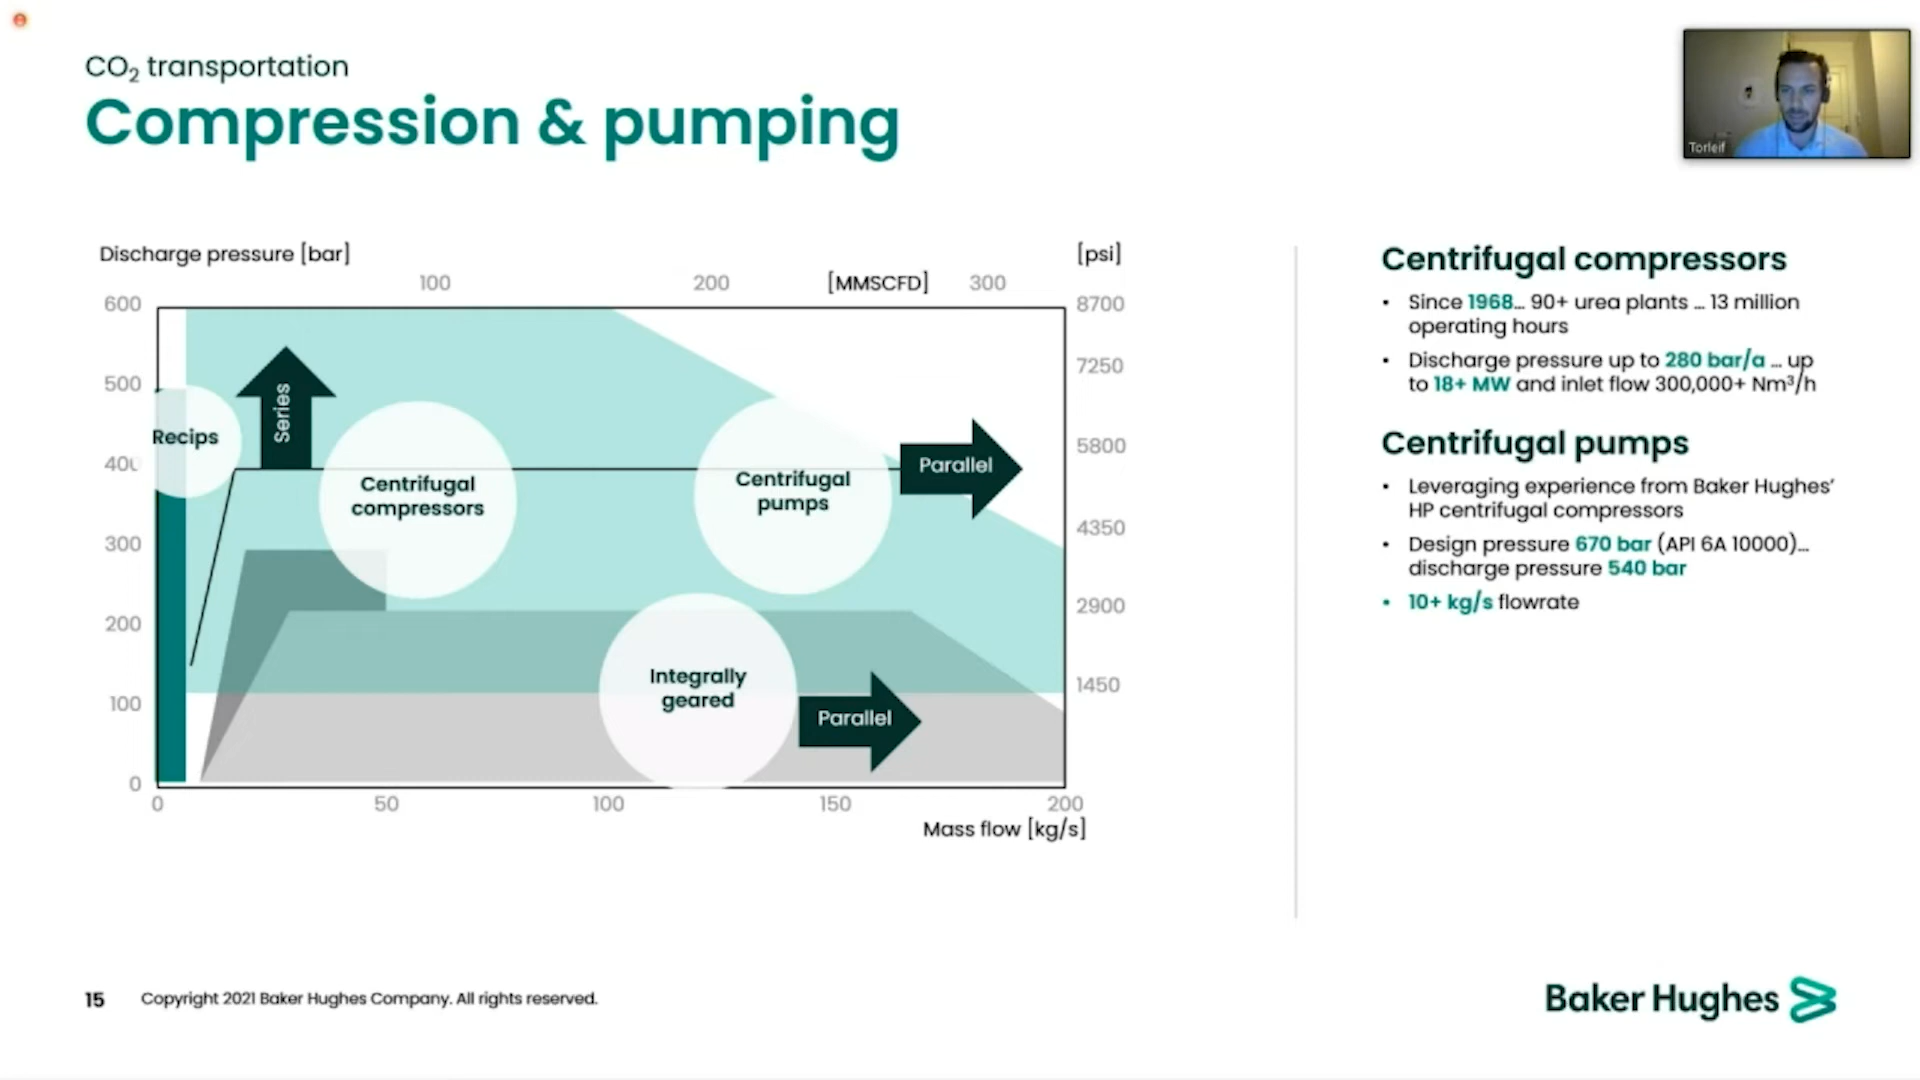 CO₂ transportation
Compression & pumping
Torleif
Discharge pressure [bar]
[psi]
100
200
[MMSCFD]
300
600
500
400
300
200
100
0
8700
7250
5800
4350
2900
1450
Series
Recips
Centrifugal
compressors
Centrifugal
pumps
Parallel
Integrally
geared
Parallel
0
50
100
150
200
Mass flow [kg/s]
Centrifugal compressors
• Since 1968... 90+ urea plants ... 13 million
operating hours
• Discharge pressure up to 280 bar/a ... up
to 18+ MW and inlet flow 300,000+ Nm³/h
Centrifugal pumps
• Leveraging experience from Baker Hughes’
HP centrifugal compressors
• Design pressure 670 bar (API 6A 10000)...
discharge pressure 540 bar
• 10+ kg/s flowrate
15
Copyright 2021 Baker Hughes Company. All rights reserved.
Baker Hughes